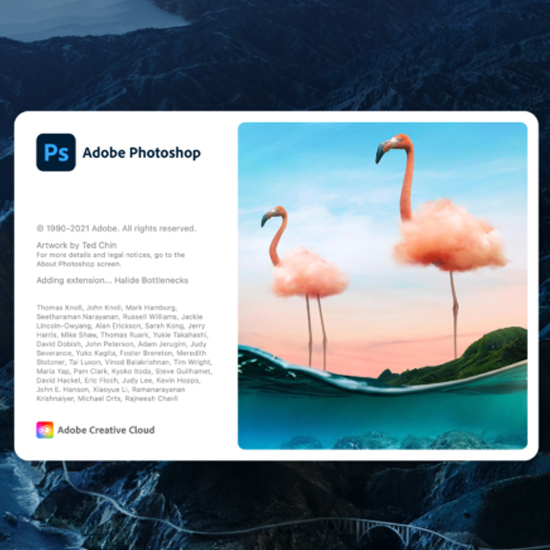 Ps Adobe Photoshop
© 1990-2021 Adobe. All rights reserved.
Artwork by Ted Chin
For more details and legal notices, go to the
About Photoshop screen.
Adding extension... Halide Bottlenecks
Thomas Knoll, John Knoll, Mark Hamburg,
Seetharaman Narayanan, Russell Williams, Jackie
Lincoln-Owyang, Alan Erickson, Sarah Kong, Jerry
Harris, Mike Shaw, Thomas Ruark, Yukie Takahashi,
David Dobish, John Peterson, Adam Jerugim, Judy
Severance, Yuko Kagita, Foster Brereton, Meredith
Stotzner, Tai Luxon, Vinod Balakrishnan, Tim Wright,
Maria Yap, Pam Clark, Kyoko Itoda, Steve Guilhamet,
David Hackel, Eric Floch, Judy Lee, Kevin Hopps,
John E. Hanson, Xiaoyue Li, Ramanarayanan
Krishnaiyer, Michael Orts, Rajneesh Chavli
Adobe Creative Cloud